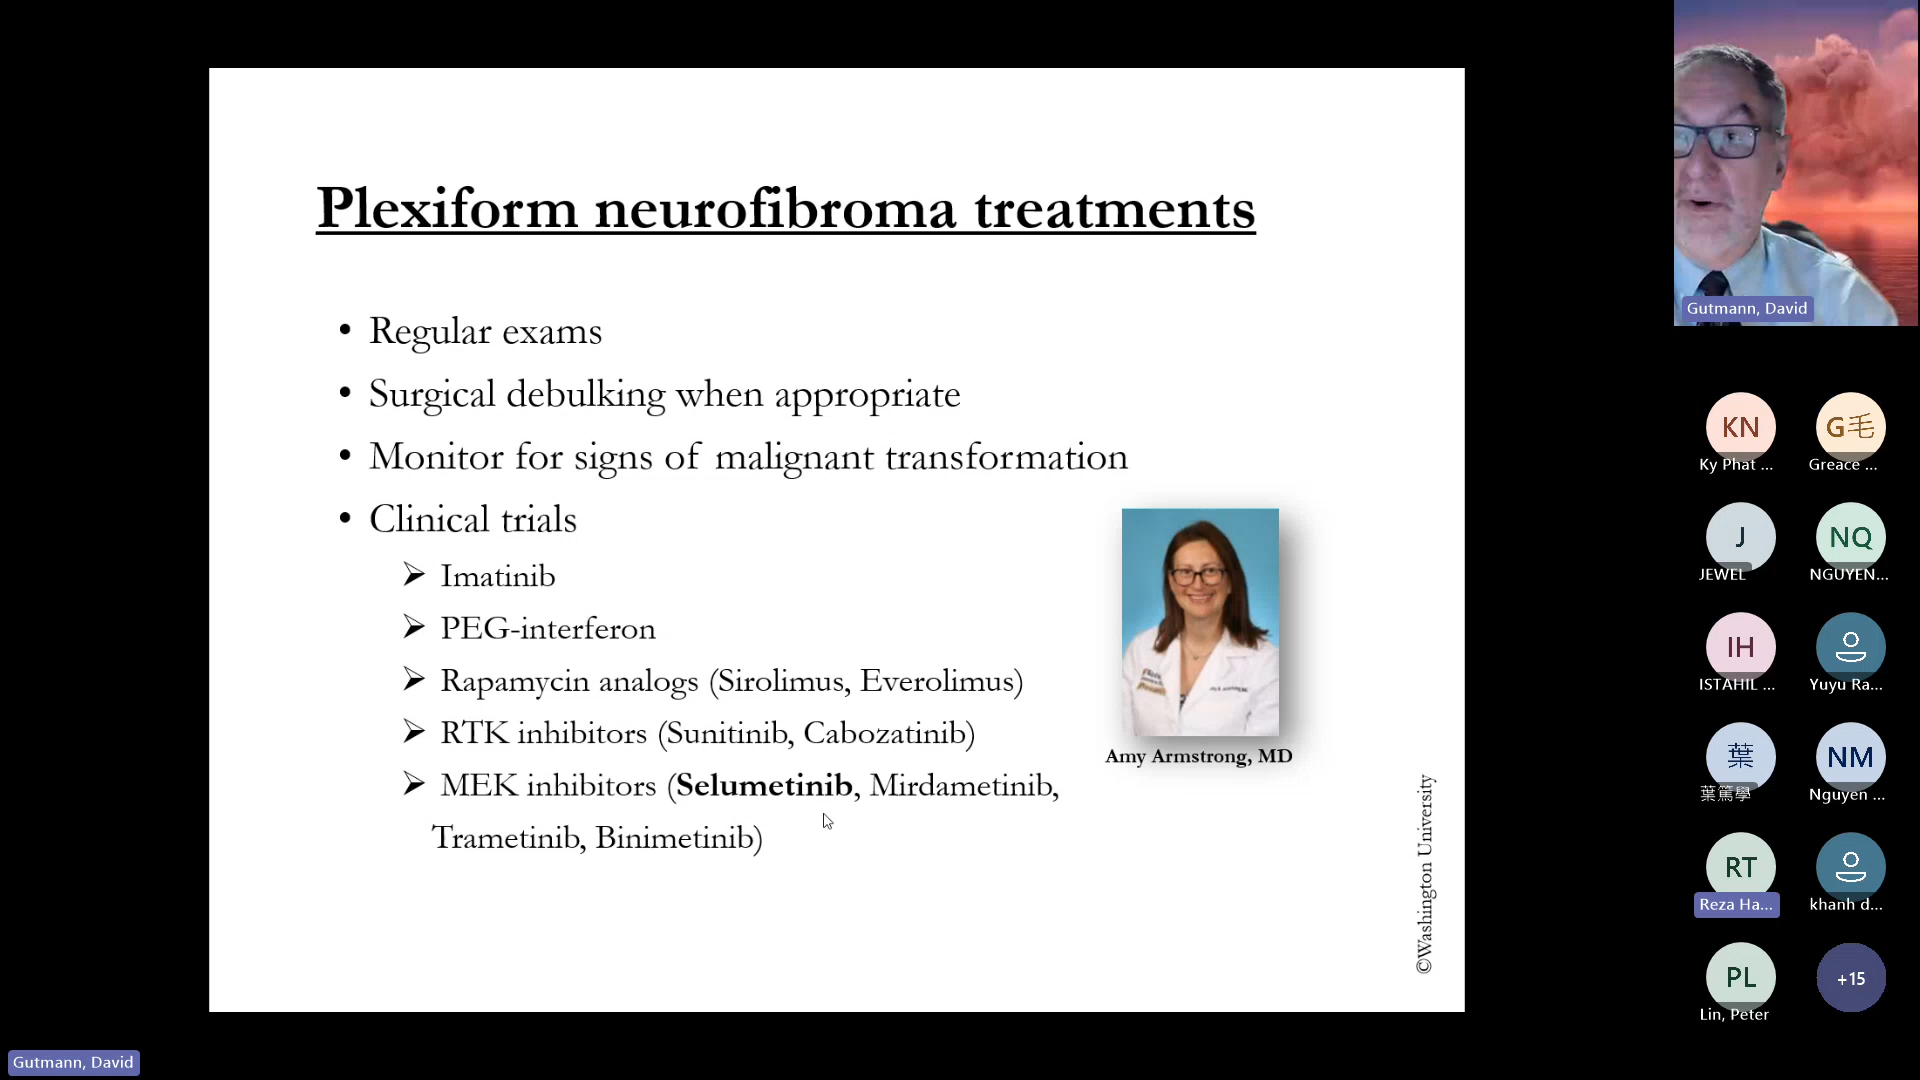 Plexiform neurofibroma treatments
• Regular exams
• Surgical debulking when appropriate
• Monitor for signs of malignant transformation
• Clinical trials
➢ Imatinib
➢ PEG-interferon
➢ Rapamycin analogs (Sirolimus, Everolimus)
➢ RTK inhibitors (Sunitinib, Cabozatinib)
➢ MEK inhibitors (Selumetinib, Mirdametinib,
Trametinib, Binimetinib)
Amy Armstrong, MD
©Washington University
Gutmann, David
KN
Ky Phat ...
G毛
Greace ...
J
JEWEL
NQ
NGUYEN...
IH
ISTAHIL ...
Yuyu Ra...
葉
葉篤學
NM
Nguyen ...
RT
Reza Ha...
khanh d...
PL
Lin, Peter
+15
Gutmann, David